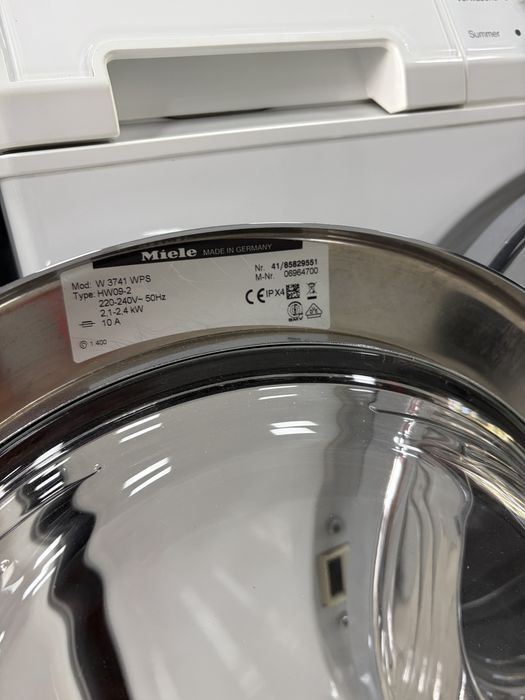 Summer
Miele MADE IN GERMANY
Mod: W 3741 WPS
Type: HW09-2
220-240V~ 50Hz
2,1-2,4 kW
10 A
1.400
Nr. 41/85829551
M-Nr. 06964700
CE IPX4